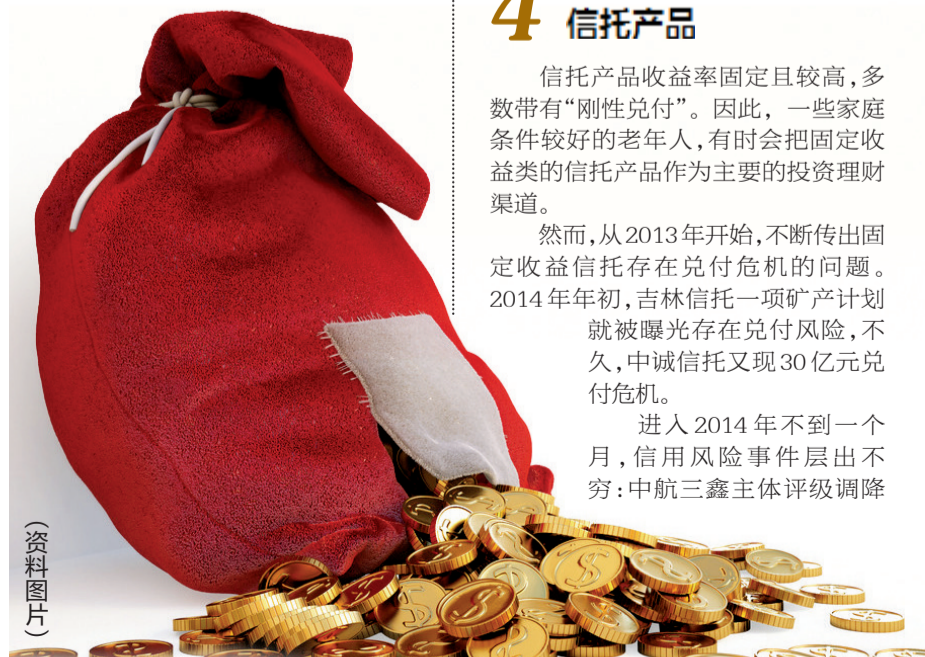 4 信托产品
信托产品收益率固定且较高,多
数带有“刚性兑付”。因此,一些家庭
条件较好的老年人,有时会把固定收
益类的信托产品作为主要的投资理财
渠道。
然而,从2013年开始,不断传出固
定收益信托存在兑付危机的问题。
2014年年初,吉林信托一项矿产计划
就被曝光存在兑付风险,不
久,中诚信托又现30亿元兑
付危机。
进入2014年不到一个
月,信用风险事件层出不
穷:中航三鑫主体评级调降
(资料图片)